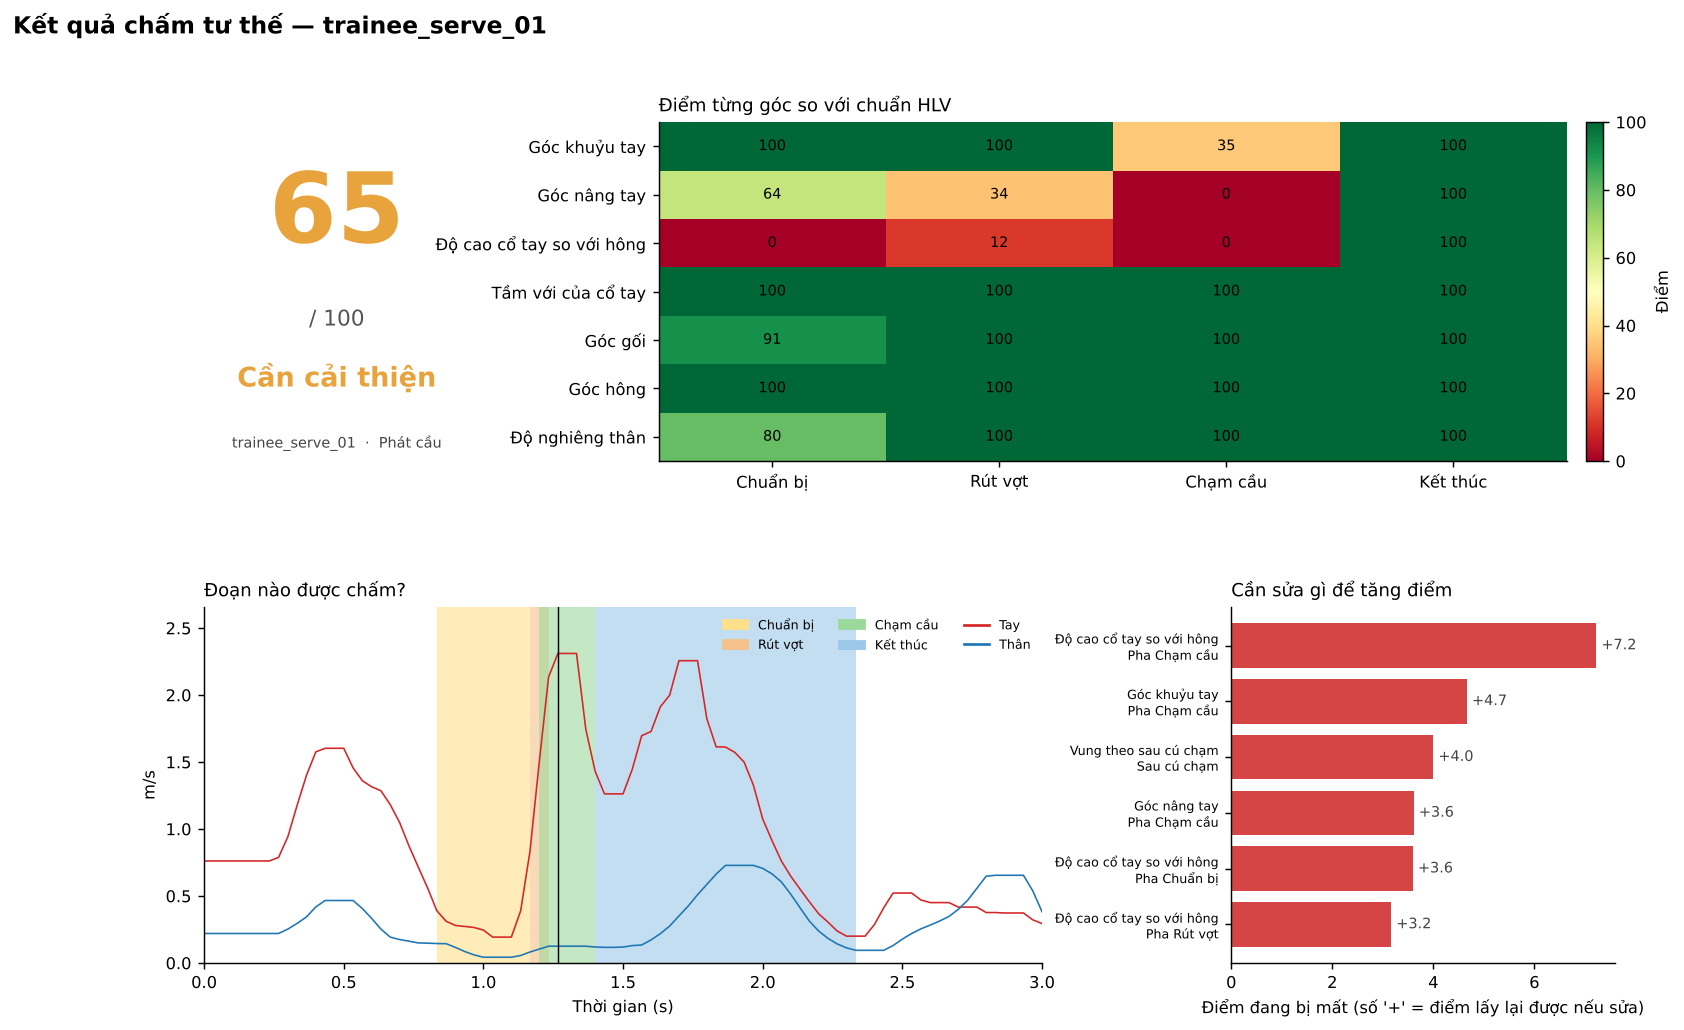 Kết quả chấm tư thế — trainee_serve_01
65
/ 100
Cần cải thiện
trainee_serve_01 · Phát cầu
Điểm từng góc so với chuẩn HLV
Góc khuỷu tay 100 100 35 100
Góc nâng tay 64 34 0 100
Độ cao cổ tay so với hông 0 12 0 100
Tầm với của cổ tay 100 100 100 100
Góc gối 91 100 100 100
Góc hông 100 100 100 100
Độ nghiêng thân 80 100 100 100
Chuẩn bị Rút vợt Chạm cầu Kết thúc
100
80
60
40
20
0
Điểm
Đoạn nào được chấm?
m/s
2.5
2.0
1.5
1.0
0.5
0.0
Chuẩn bị Chạm cầu Tay
Rút vợt Kết thúc Thân
0.0 0.5 1.0 1.5 2.0 2.5 3.0
Thời gian (s)
Cần sửa gì để tăng điểm
Độ cao cổ tay so với hông
Pha Chạm cầu
+7.2
Góc khuỷu tay
Pha Chạm cầu
+4.7
Vung theo sau cú chạm
Sau cú chạm
+4.0
Góc nâng tay
Pha Chạm cầu
+3.6
Độ cao cổ tay so với hông
Pha Chuẩn bị
+3.6
Độ cao cổ tay so với hông
Pha Rút vợt
+3.2
0 2 4 6
Điểm đang bị mất (số '+' = điểm lấy lại được nếu sửa)